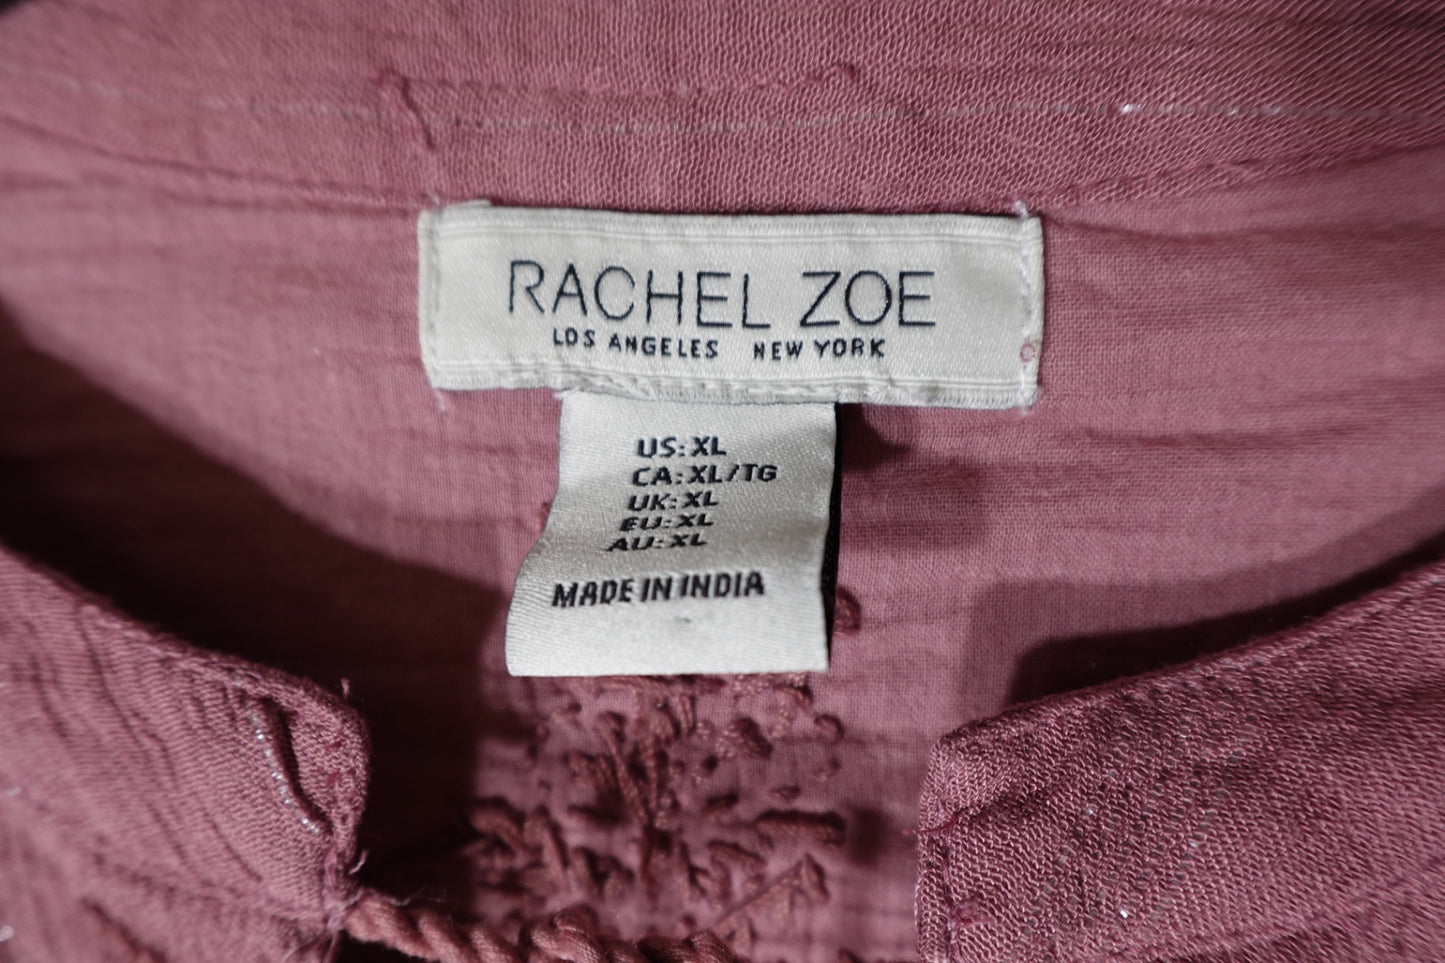 RACHEL ZOE
LOS ANGELES NEW YORK
US: XL
CA: XL/TG
UK: XL
EU: XL
AU: XL
MADE IN INDIA